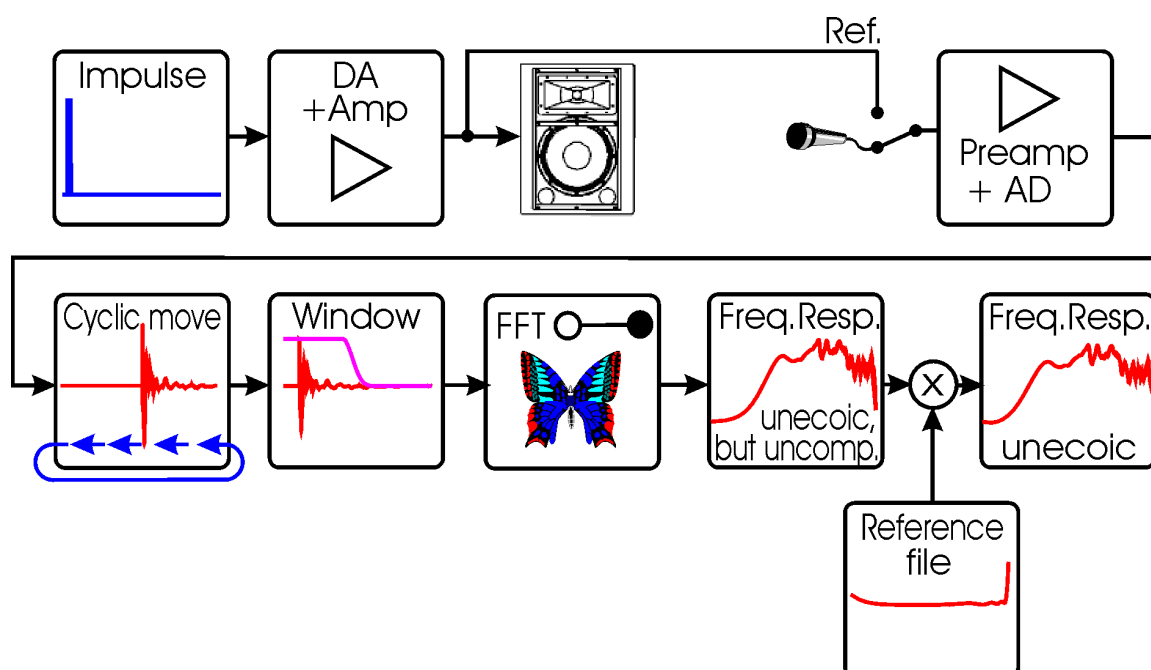 Impulse
DA
+Amp
Ref.
Preamp
+ AD
Cyclic move
Window
FFT
Freq.Resp.
unecoic,
but uncomp.
X
Freq.Resp.
unecoic
Reference
file